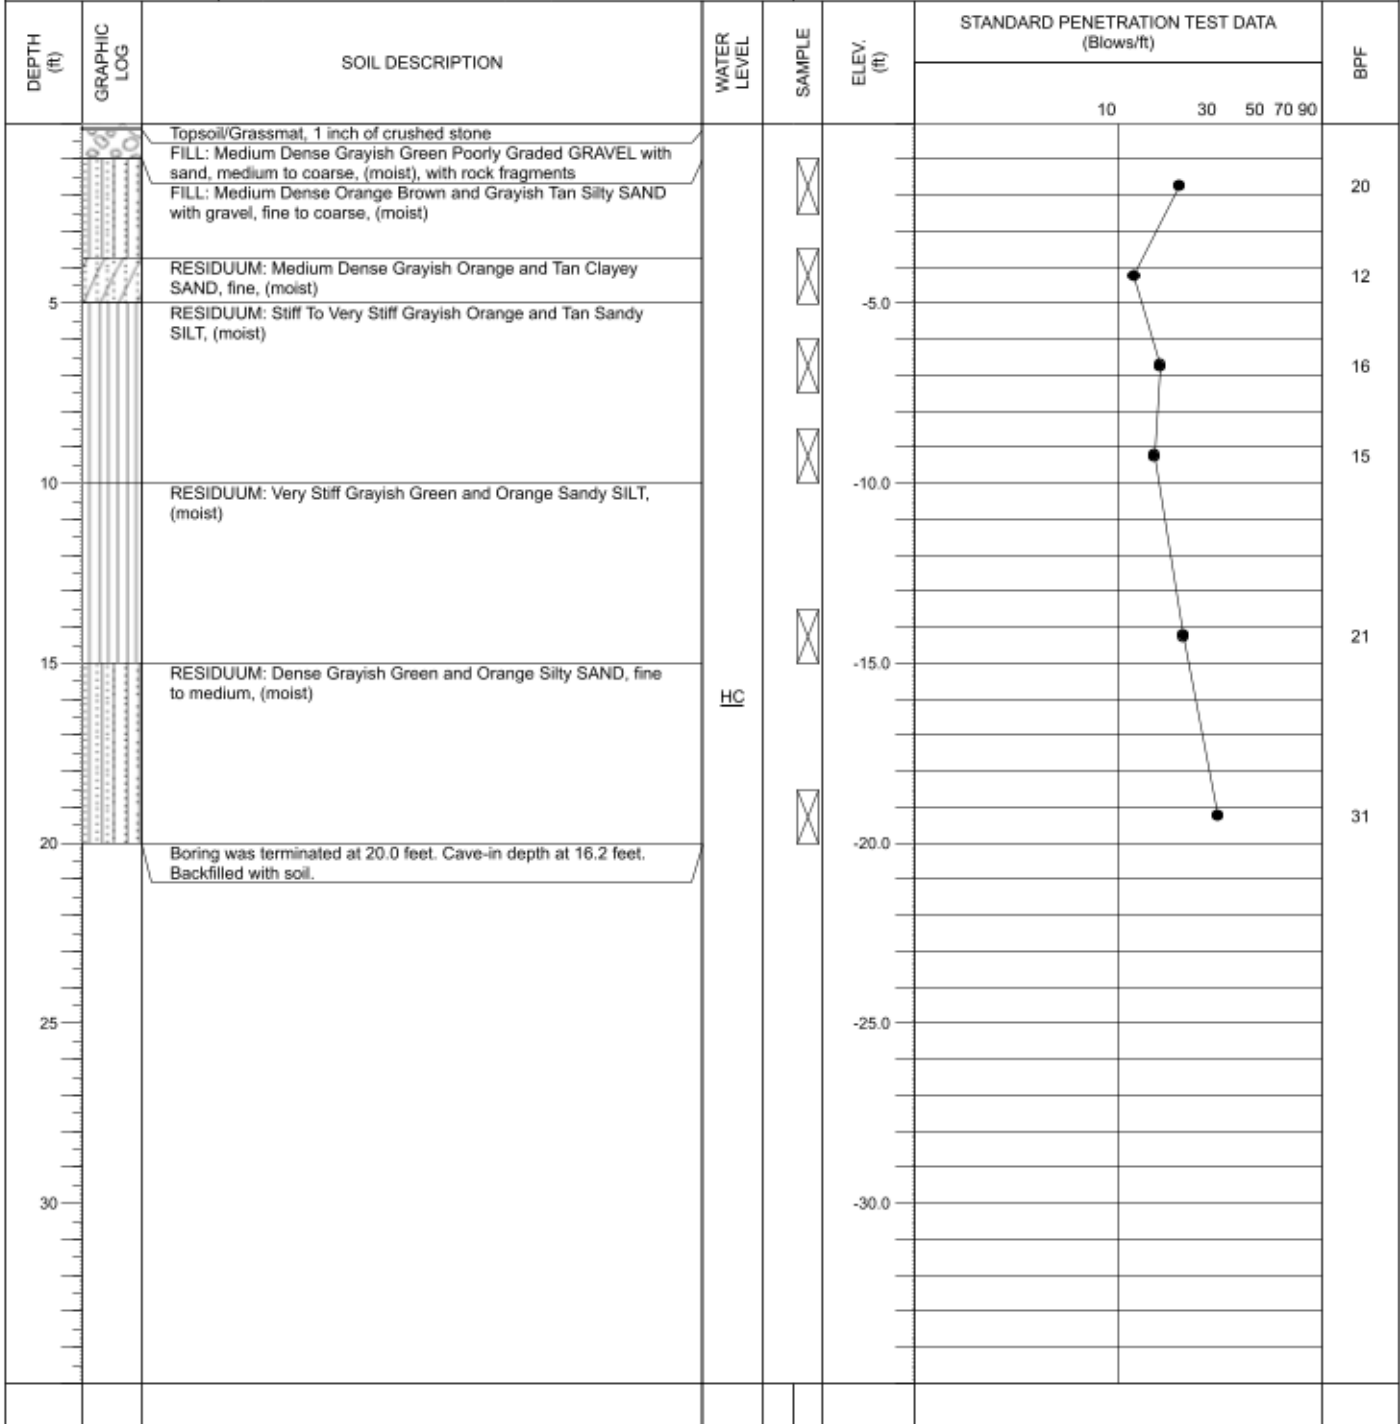 DEPTH
(ft)
GRAPHIC
LOG
SOIL DESCRIPTION
WATER
LEVEL
SAMPLE
ELEV.
(ft)
STANDARD PENETRATION TEST DATA
(Blows/ft)
BPF
10 30 50 70 90
Topsoil/Grassmat, 1 inch of crushed stone
FILL: Medium Dense Grayish Green Poorly Graded GRAVEL with
sand, medium to coarse, (moist), with rock fragments
FILL: Medium Dense Orange Brown and Grayish Tan Silty SAND
with gravel, fine to coarse, (moist)
20
RESIDUUM: Medium Dense Grayish Orange and Tan Clayey
SAND, fine, (moist)
12
5
-5.0
RESIDUUM: Stiff To Very Stiff Grayish Orange and Tan Sandy
SILT, (moist)
16
15
10
-10.0
RESIDUUM: Very Stiff Grayish Green and Orange Sandy SILT,
(moist)
21
15
-15.0
RESIDUUM: Dense Grayish Green and Orange Silty SAND, fine
to medium, (moist)
HC
31
20
-20.0
Boring was terminated at 20.0 feet. Cave-in depth at 16.2 feet.
Backfilled with soil.
25
-25.0
30
-30.0